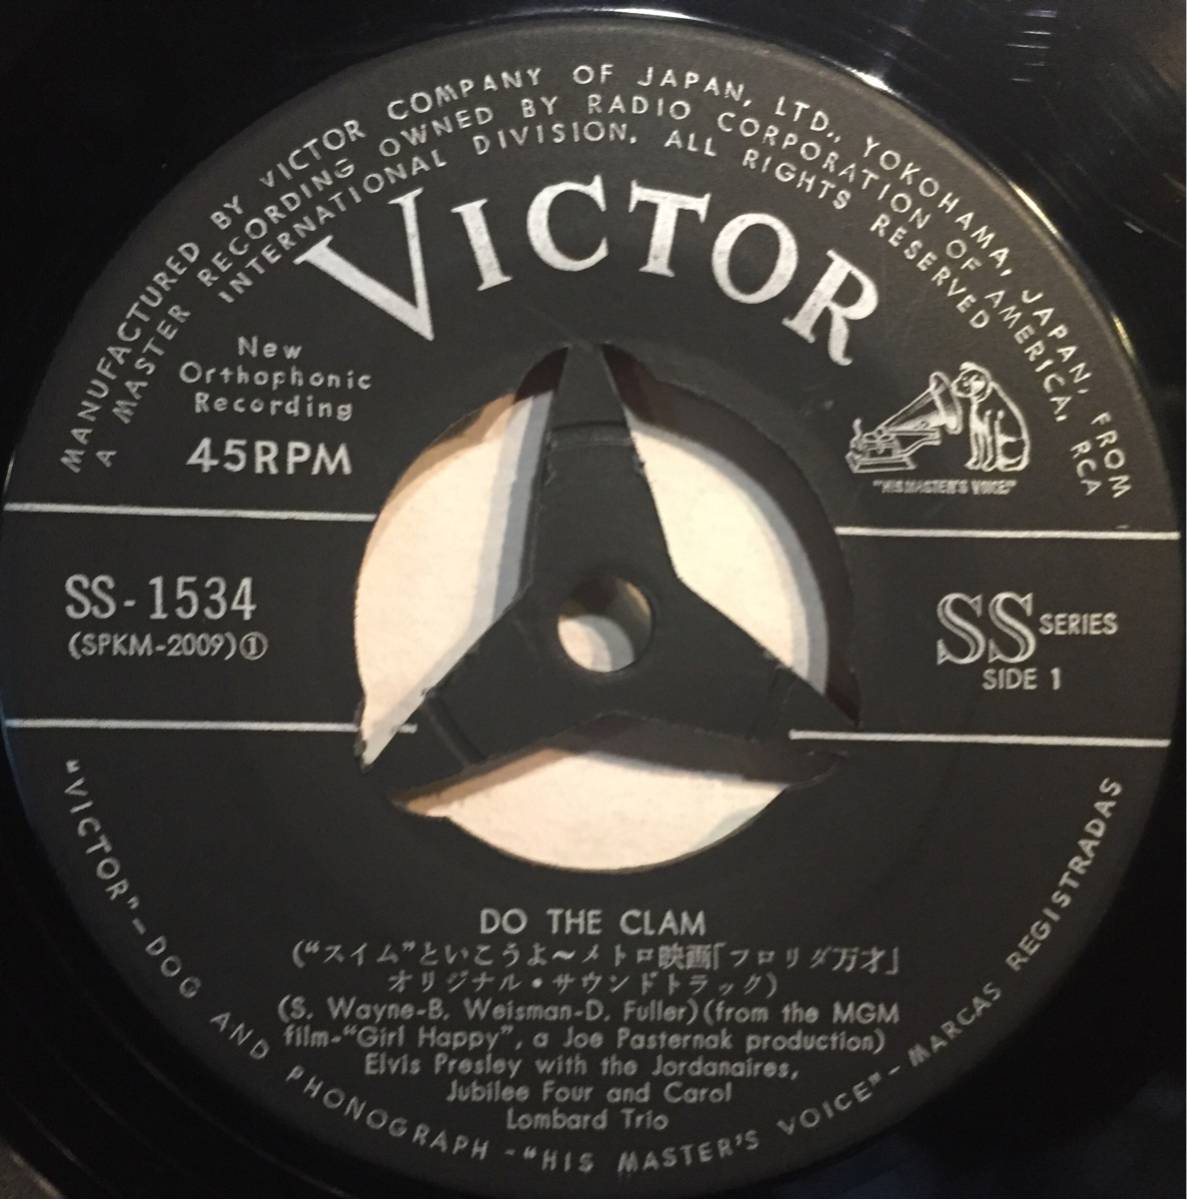 MANUFACTURED BY VICTOR COMPANY OF JAPAN, LTD., YOKOHAMA, JAPAN, FROM
A MASTER RECORDING OWNED BY RADIO CORPORATION OF AMERICA, RCA
INTERNATIONAL DIVISION. ALL RIGHTS RESERVED
VICTOR
New
Orthophonic
Recording
45RPM
"HIS MASTER'S VOICE"
SS-1534
(SPKM-2009)①
SS SERIES
SIDE 1
DO THE CLAM
(“スイム”といこうよ～メトロ映画「フロリダ万才」
オリジナル・サウンドトラック)
(S. Wayne-B. Weisman-D. Fuller)(from the MGM
film-“Girl Happy”, a Joe Pasternak production)
Elvis Presley with the Jordanaires,
Jubilee Four and Carol
Lombard Trio
"VICTOR"–DOG AND PHONOGRAPH -“HIS MASTER'S VOICE”- MARCAS REGISTRADAS